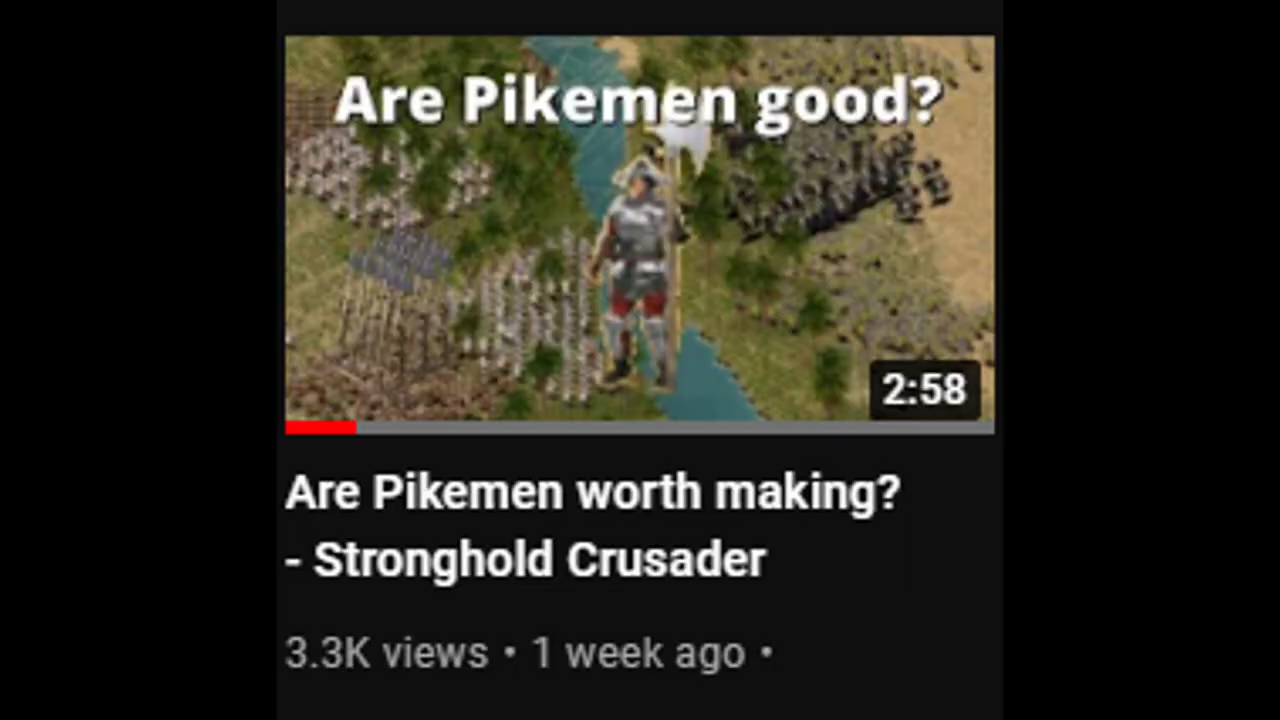 Are Pikemen good?
2:58
Are Pikemen worth making?
- Stronghold Crusader
3.3K views • 1 week ago •